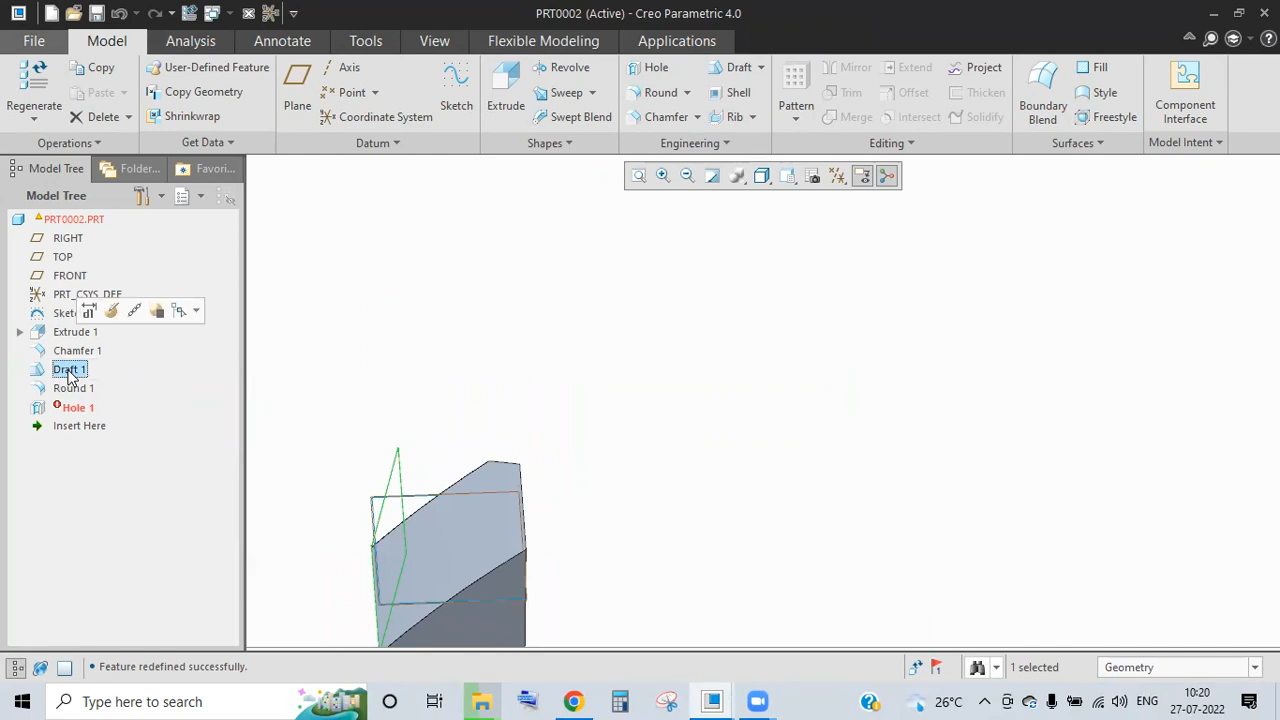 PRT0002 (Active) - Creo Parametric 4.0
File Model Analysis Annotate Tools View Flexible Modeling Applications
Regenerate
Copy
Paste
Delete
Operations
User-Defined Feature
Copy Geometry
Shrinkwrap
Get Data
Plane
Axis
Point
Coordinate System
Datum
Sketch
Extrude
Revolve
Sweep
Swept Blend
Shapes
Hole
Round
Chamfer
Draft
Shell
Rib
Engineering
Pattern
Mirror
Trim
Merge
Extend
Offset
Intersect
Project
Thicken
Solidify
Editing
Boundary
Blend
Fill
Style
Freestyle
Surfaces
Component
Interface
Model Intent
Model Tree Folder... Favori...
Model Tree
PRT0002.PRT
RIGHT
TOP
FRONT
PRT_CSYS_DEF
Sketc
Extrude 1
Chamfer 1
Draft 1
Round 1
Hole 1
Insert Here
• Feature redefined successfully.
1 selected
Geometry
Type here to search
26°C
ENG
10:20
27-07-2022